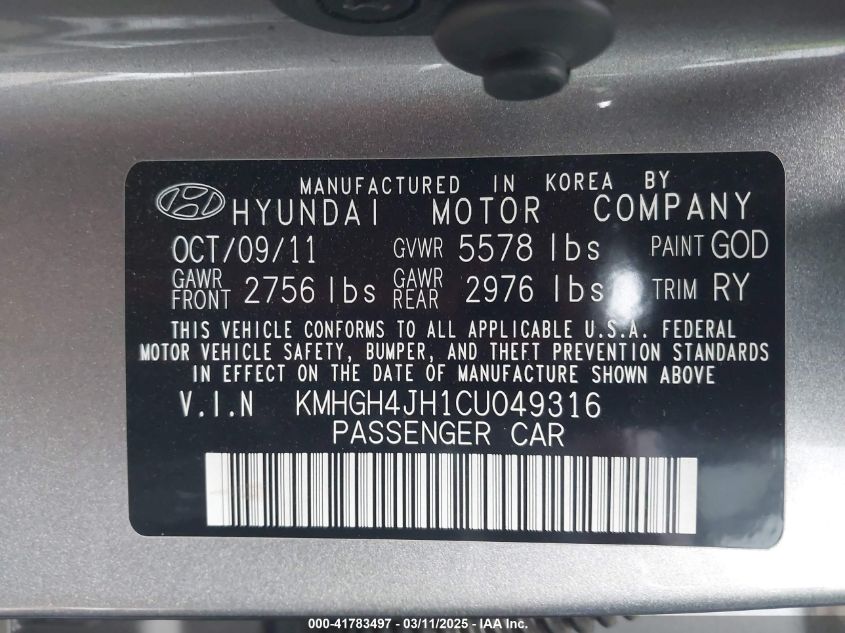 MANUFACTURED IN KOREA BY
HYUNDAI MOTOR COMPANY
OCT/09/11 GVWR 5578 lbs PAINT GOD
GAWR FRONT 2756 lbs GAWR REAR 2976 lbs TRIM RY
THIS VEHICLE CONFORMS TO ALL APPLICABLE U.S.A. FEDERAL
MOTOR VEHICLE SAFETY, BUMPER, AND THEFT PREVENTION STANDARDS
IN EFFECT ON THE DATE OF MANUFACTURE SHOWN ABOVE
V.I.N KMHGH4JH1CU049316
PASSENGER CAR
000-41783497 - 03/11/2025 - IAA Inc.